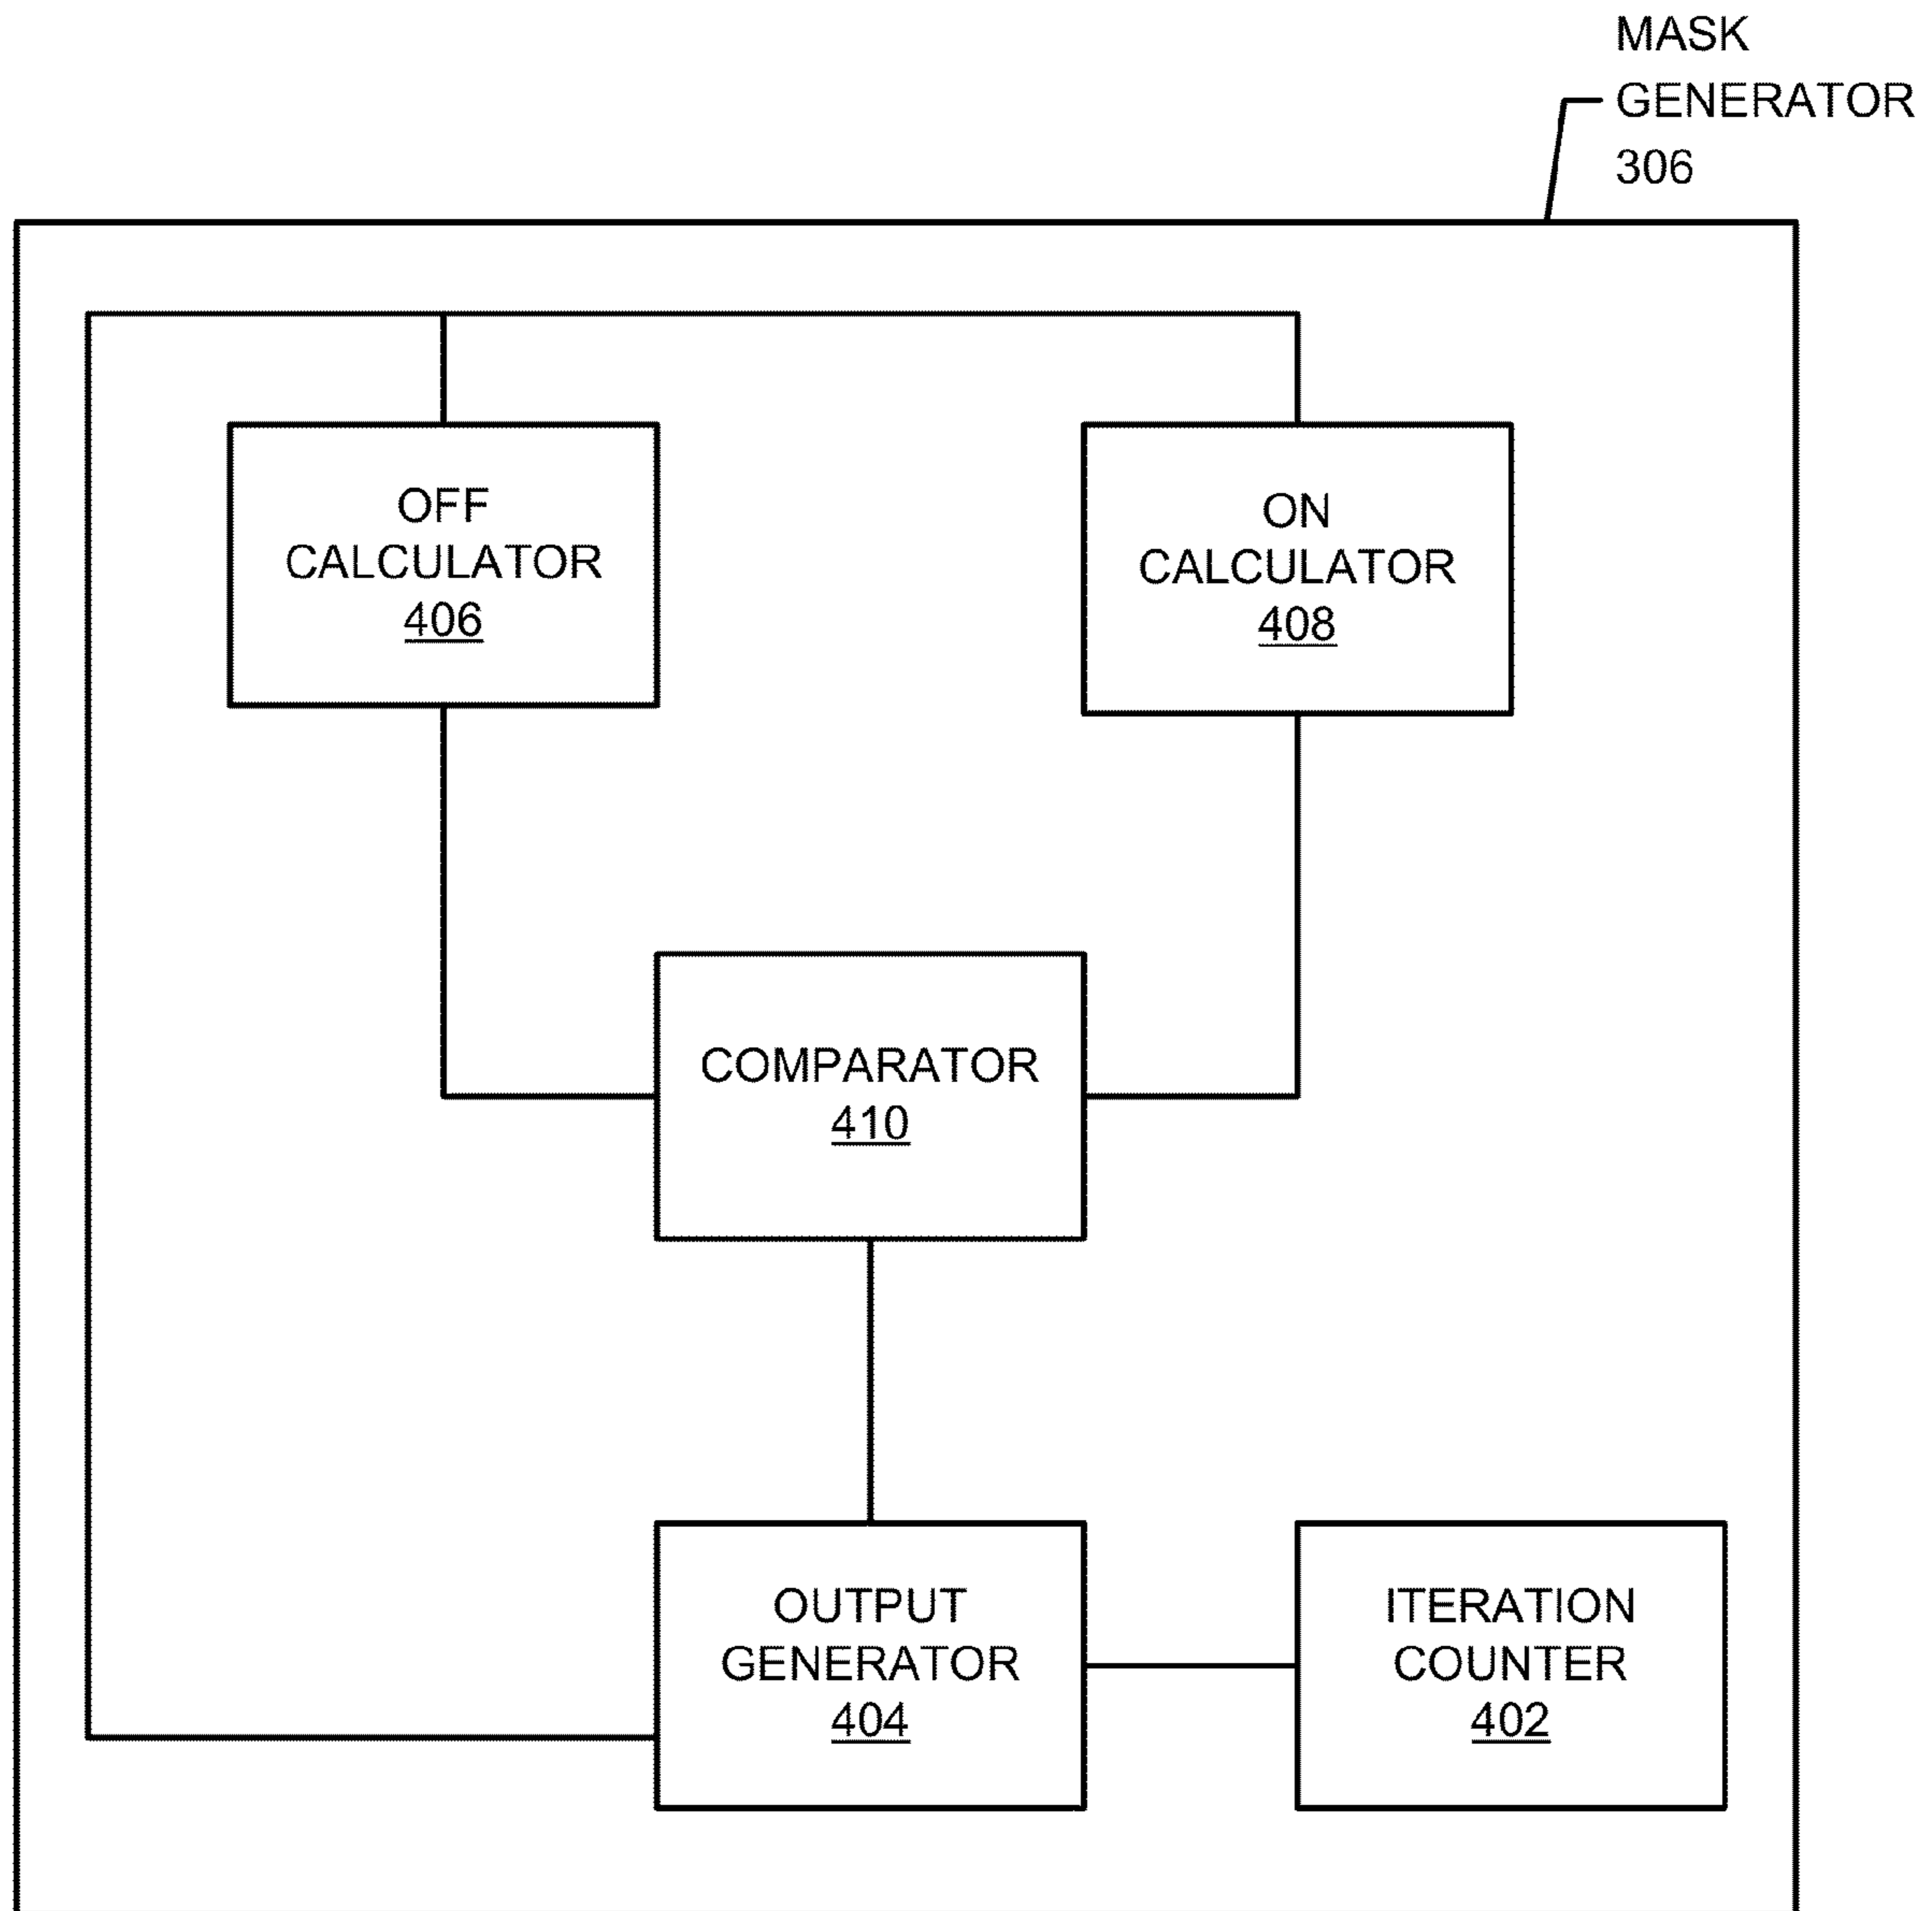 MASK
GENERATOR
306
OFF
CALCULATOR
406
ON
CALCULATOR
408
COMPARATOR
410
OUTPUT
GENERATOR
404
ITERATION
COUNTER
402